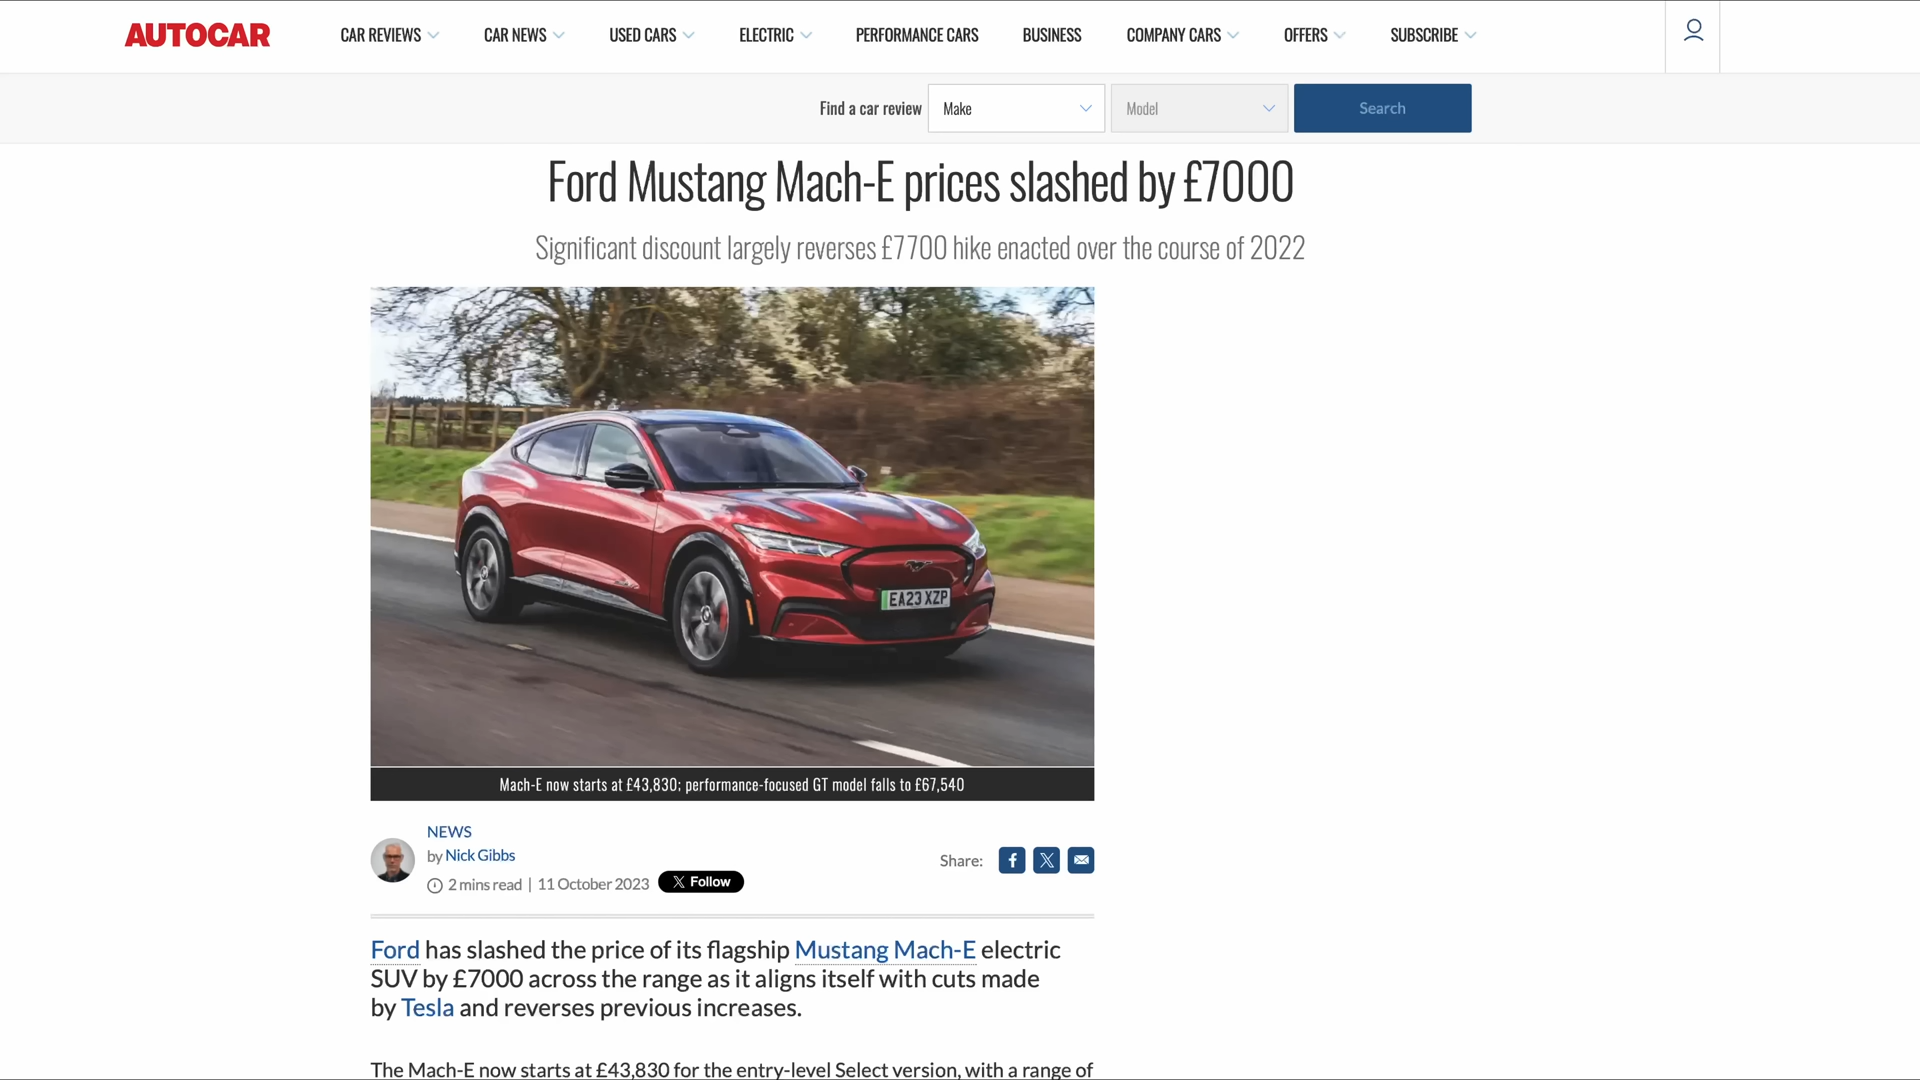 AUTOCAR
CAR REVIEWS
CAR NEWS
USED CARS
ELECTRIC
PERFORMANCE CARS
BUSINESS
COMPANY CARS
OFFERS
SUBSCRIBE
Find a car review
Make
Model
Search
Ford Mustang Mach-E prices slashed by £7000
Significant discount largely reverses £7700 hike enacted over the course of 2022
EA23 XZP
Mach-E now starts at £43,830; performance-focused GT model falls to £67,540
NEWS
by Nick Gibbs
2 mins read | 11 October 2023
X Follow
Share:
Ford has slashed the price of its flagship Mustang Mach-E electric
SUV by £7000 across the range as it aligns itself with cuts made
by Tesla and reverses previous increases.
The Mach-E now starts at £43,830 for the entry-level Select version, with a range of